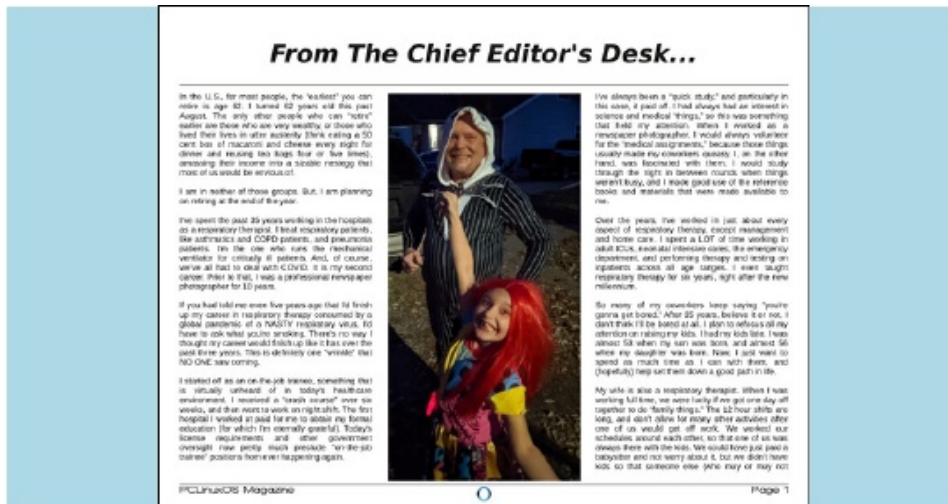 From The Chief Editor's Desk...
In the U.S., for most people, the "earliest" you can
retire is age 62. I turned 62 years old this past
August. The only other people who can "retire"
earlier are those who are very wealthy, or those who
lived their lives in utter austerity (think eating a 50
cent box of macaroni and cheese every night for
dinner and reusing tea bags four or five times),
amassing their income into a sizable nestegg that
most of us would be envious of.
I am in neither of those groups. But, I am planning
on retiring at the end of the year.
I've spent the past 35 years working in the hospitals
as a respiratory therapist. I treat respiratory patients,
like asthmatics and COPD patients, and pneumonia
patients. I'm the one who runs the mechanical
ventilator for critically ill patients. And, of course,
we've all had to deal with COVID. It is my second
career. Prior to that, I was a professional newspaper
photographer for 10 years.
If you had told me even five years ago that I'd finish
up my career in respiratory therapy consumed by a
global pandemic of a NASTY respiratory virus, I'd
have to ask what you're smoking. There's no way I
thought my career would finish up like it has over the
past three years. This is definitely one "wrinkle" that
NO ONE saw coming.
I started off as an on-the-job trainee, something that
is virtually unheard of in today's healthcare
environment. I received a "crash course" over six
weeks, and then went to work on night shift. The first
hospital I worked at paid for me to obtain my formal
education (for which I'm eternally grateful). Today's
license requirements and other government
oversight now pretty much preclude "on-the-job
trainee" positions from ever happening again.
I've always been a "quick study," and particularly in
this case, it paid off. I had always had an interest in
science and medical "things," so this was something
that held my attention. When I worked as a
newspaper photographer, I would always volunteer
for the "medical assignments," because those things
usually made my coworkers queasy. I, on the other
hand, was fascinated with them. I would study
through the night in between rounds when things
weren't busy, and I made good use of the reference
books and materials that were made available to
me.
Over the years, I've worked in just about every
aspect of respiratory therapy, except management
and home care. I spent a LOT of time working in
adult ICUs, neonatal intensive cares, the emergency
department, and performing therapy and testing on
inpatients across all age ranges. I even taught
respiratory therapy for six years, right after the new
millennium.
So many of my coworkers keep saying "you're
gonna get bored." After 35 years, believe it or not, I
don't think I'll be bored at all. I plan to refocus all my
attention on raising my kids. I had my kids late. I was
almost 53 when my son was born, and almost 56
when my daughter was born. Now, I just want to
spend as much time as I can with them, and
(hopefully) help set them down a good path in life.
My wife is also a respiratory therapist. When I was
working full time, we were lucky if we got one day off
together to do "family things." The 12 hour shifts are
long, and don't allow for many other activities after
one of us would get off work. We worked our
schedules around each other, so that one of us was
always there with the kids. We could have just paid a
babysitter and not worry about it, but we didn't have
kids so that someone else (who may or may not
PCLinuxOS Magazine
Page 1